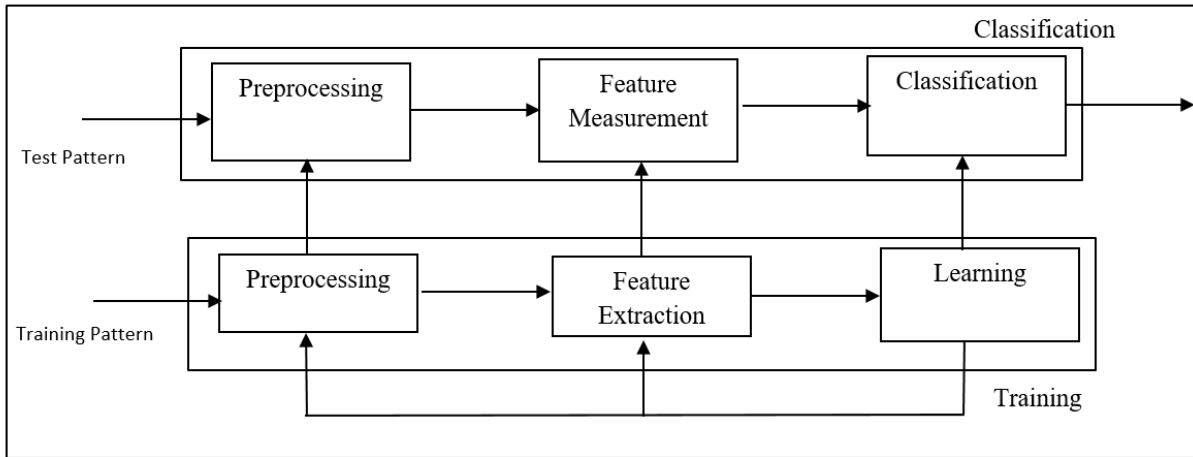 Classification
Preprocessing
Feature
Measurement
Classification
Test Pattern
Preprocessing
Feature
Extraction
Learning
Training Pattern
Training